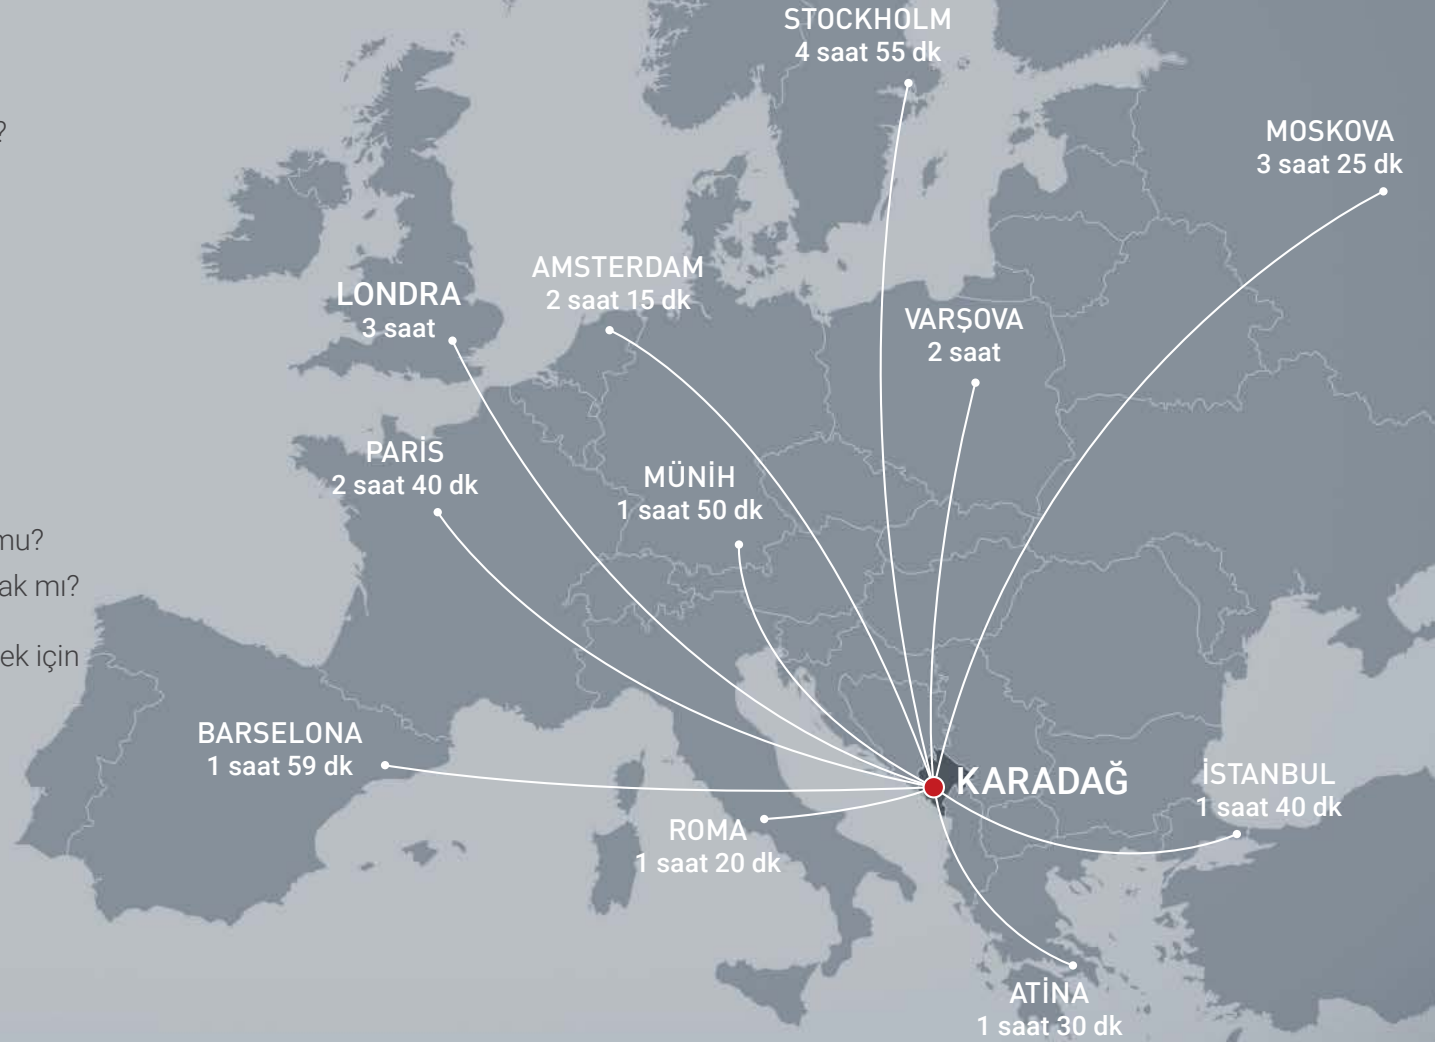 STOCKHOLM
4 saat 55 dk
?
MOSKOVA
3 saat 25 dk
AMSTERDAM
2 saat 15 dk
LONDRA
3 saat
VARŞOVA
2 saat
PARİS
2 saat 40 dk
MÜNİH
1 saat 50 dk
mu?
ak mı?
ek için
BARSELONA
1 saat 59 dk
KARADAĞ
İSTANBUL
1 saat 40 dk
ROMA
1 saat 20 dk
ATİNA
1 saat 30 dk